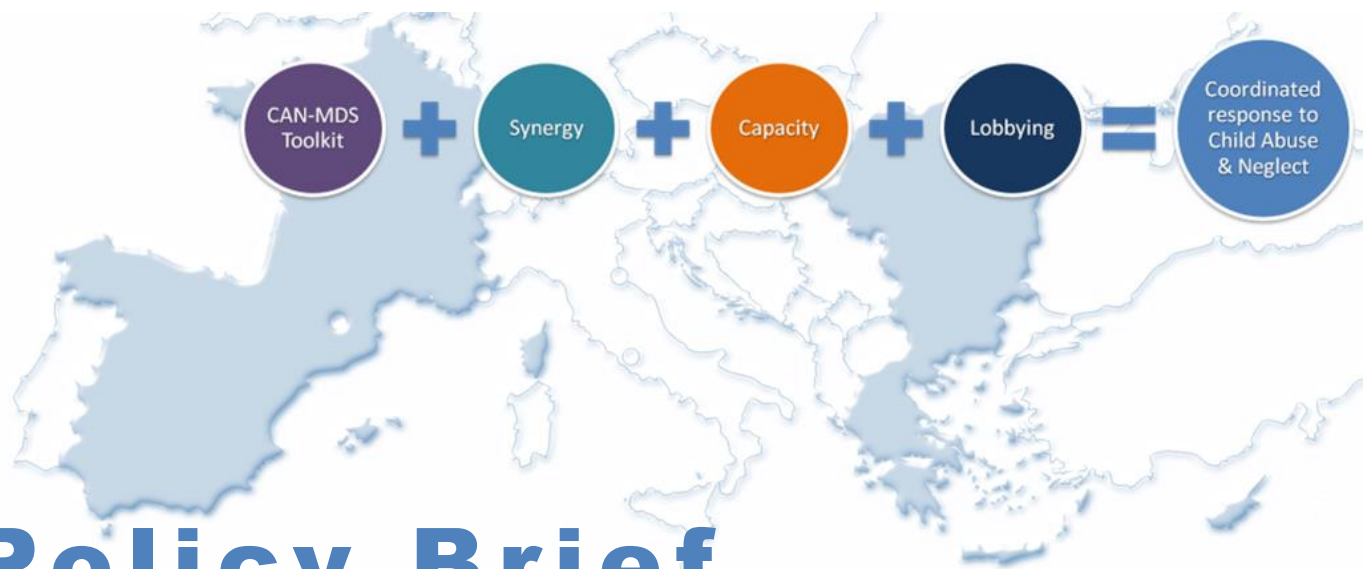 CAN-MDS
Toolkit
+
Synergy
+
Capacity
+
Lobbying
=
Coordinated
response to
Child Abuse
& Neglect
Policy Brief